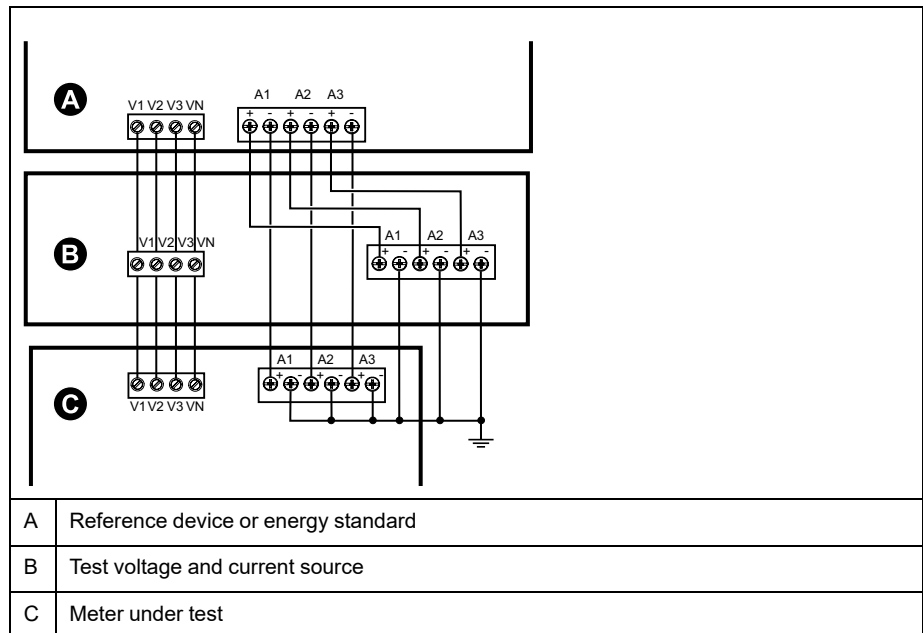 A1 A2 A3
A
V1 V2 V3 VN
+ - + - + -
V1 V2 V3 VN
A1 A2 A3
B
+ - + - + -
A1 A2 A3
+ - + - + -
C
V1 V2 V3 VN
A Reference device or energy standard
B Test voltage and current source
C Meter under test